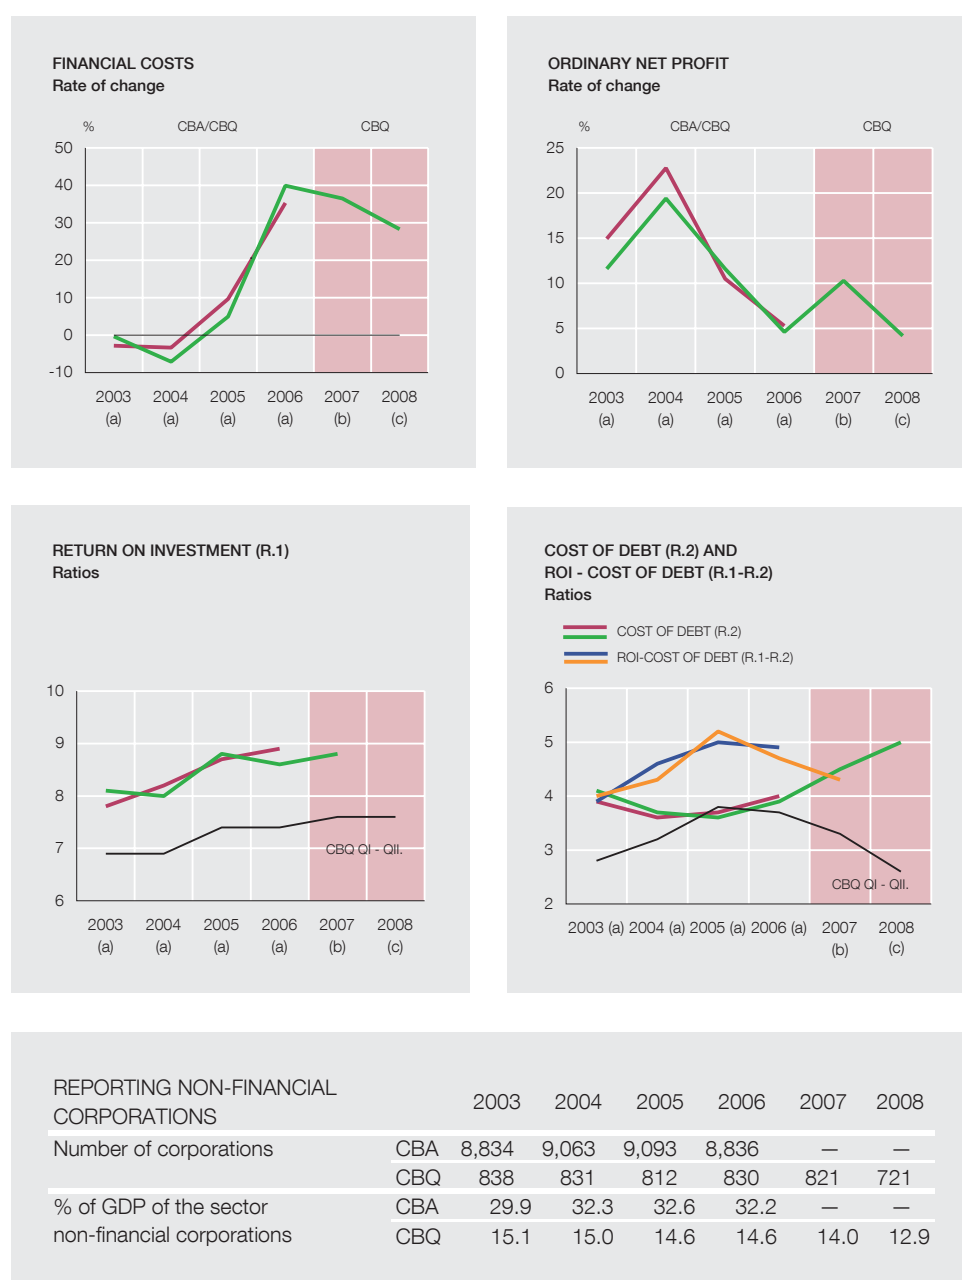 FINANCIAL COSTS
Rate of change
% CBA/CBQ CBQ
50
40
30
20
10
0
-10
2003 2004 2005 2006 2007 2008
(a) (a) (a) (a) (b) (c)
ORDINARY NET PROFIT
Rate of change
% CBA/CBQ CBQ
25
20
15
10
5
0
2003 2004 2005 2006 2007 2008
(a) (a) (a) (a) (b) (c)
RETURN ON INVESTMENT (R.1)
Ratios
10
9
8
7
6
CBQ QI - QII.
2003 2004 2005 2006 2007 2008
(a) (a) (a) (a) (b) (c)
COST OF DEBT (R.2) AND
ROI - COST OF DEBT (R.1-R.2)
Ratios
COST OF DEBT (R.2)
ROI-COST OF DEBT (R.1-R.2)
6
5
4
3
2
CBQ QI - QII.
2003 (a) 2004 (a) 2005 (a) 2006 (a) 2007 2008
(b) (c)
REPORTING NON-FINANCIAL
CORPORATIONS
2003 2004 2005 2006 2007 2008
Number of corporations CBA 8,834 9,063 9,093 8,836 — —
CBQ 838 831 812 830 821 721
% of GDP of the sector CBA 29.9 32.3 32.6 32.2 — —
non-financial corporations CBQ 15.1 15.0 14.6 14.6 14.0 12.9